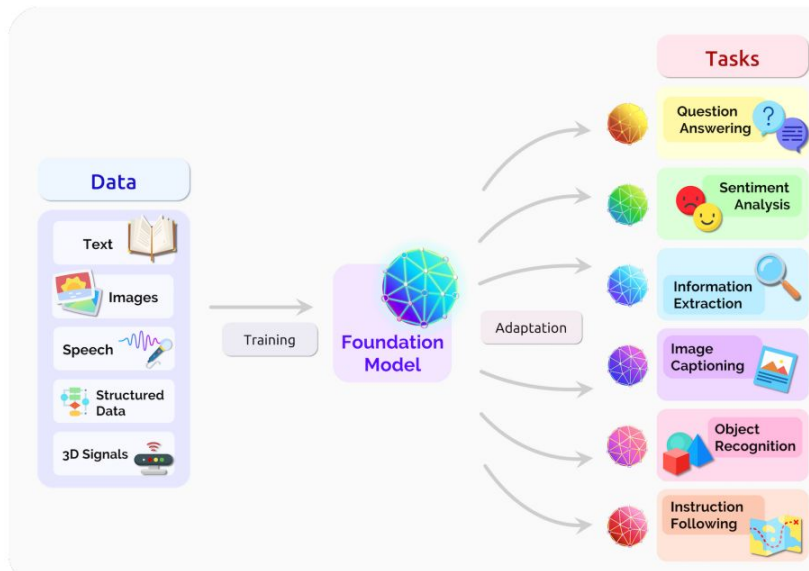 Data
Text
Images
Speech
Structured
Data
3D Signals
Training
Foundation
Model
Adaptation
Tasks
Question
Answering
?
Sentiment
Analysis
Information
Extraction
Image
Captioning
Object
Recognition
Instruction
Following